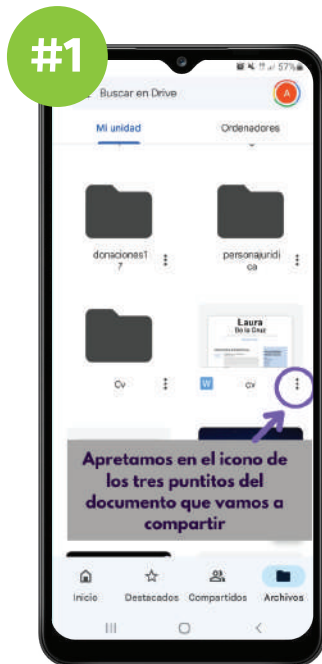 #1
57%
Buscar en Drive
A
Mi unidad
Ordenadores
donaciones1
7
personajuridi
ca
Laura
De la Cruz
Cv
W
cv
Apretamos en el icono de
los tres puntitos del
documento que vamos a
compartir
Inicio
Destacados
Compartidos
Archivos